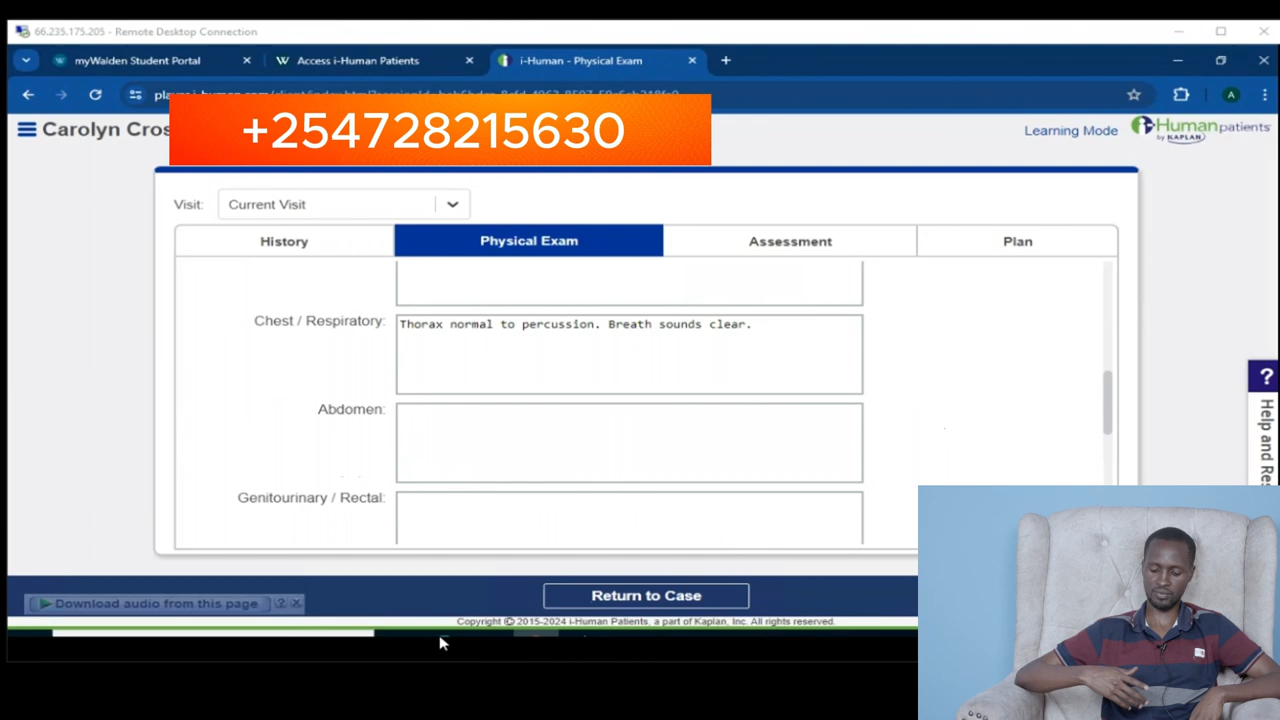 66.235.175.205 - Remote Desktop Connection
myWalden Student Portal
Access i-Human Patients
i-Human - Physical Exam
A
+254728215630
Carolyn Cros
Learning Mode
iHuman patients
by KAPLAN
Visit:
Current Visit
History
Physical Exam
Assessment
Plan
Chest / Respiratory:
Thorax normal to percussion. Breath sounds clear.
Abdomen:
Genitourinary / Rectal:
?
Help and Res
Download audio from this page
?
Return to Case
Copyright © 2015-2024 i-Human Patients, a part of Kaplan, Inc. All rights reserved.